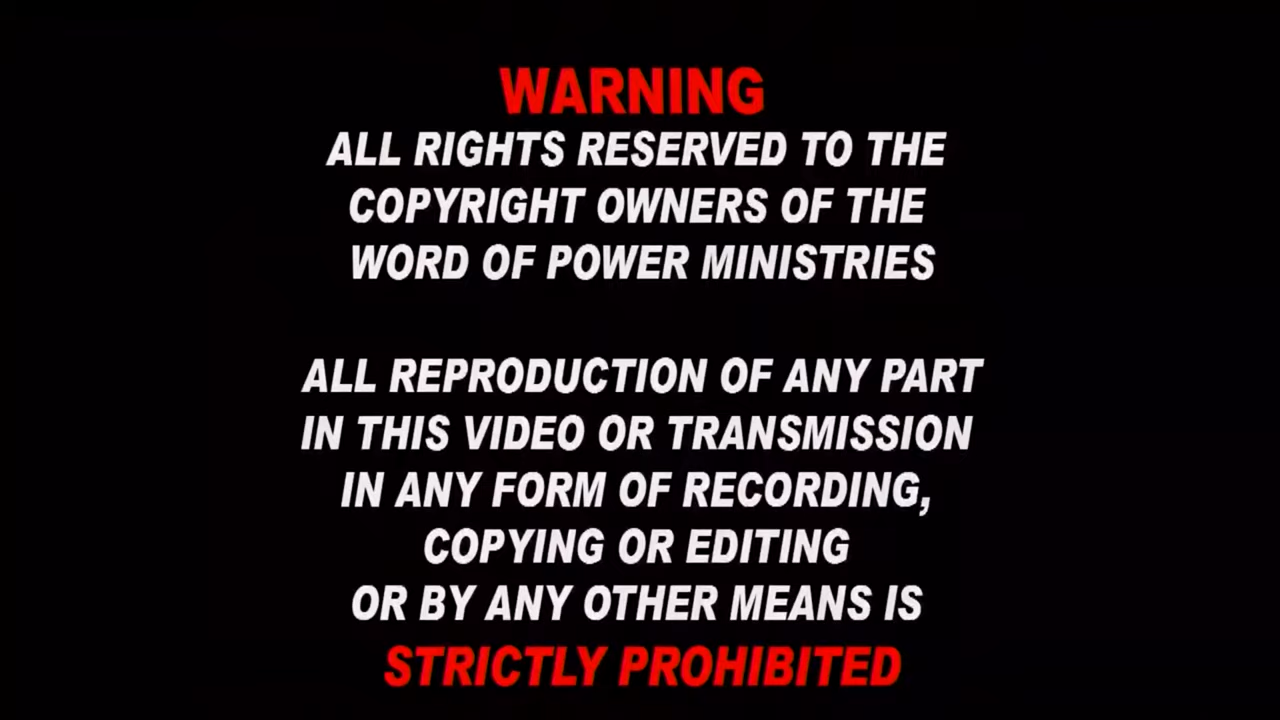 WARNING
ALL RIGHTS RESERVED TO THE
COPYRIGHT OWNERS OF THE
WORD OF POWER MINISTRIES
ALL REPRODUCTION OF ANY PART
IN THIS VIDEO OR TRANSMISSION
IN ANY FORM OF RECORDING,
COPYING OR EDITING
OR BY ANY OTHER MEANS IS
STRICTLY PROHIBITED